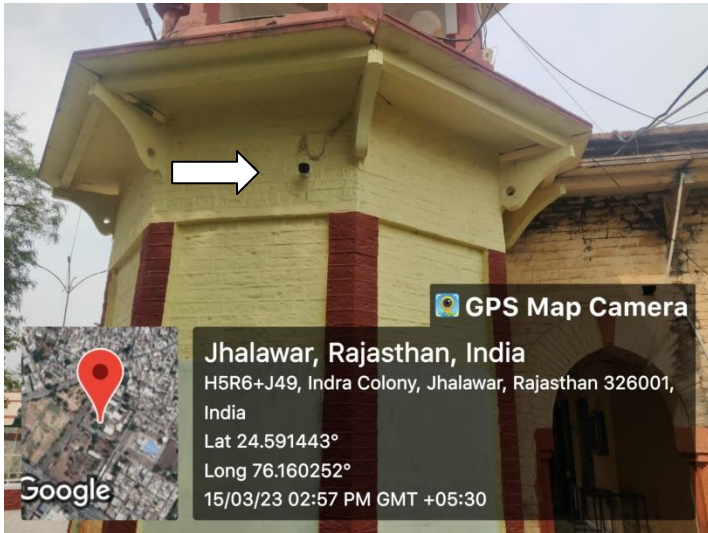 GPS Map Camera
Jhalawar, Rajasthan, India
H5R6+J49, Indra Colony, Jhalawar, Rajasthan 326001,
India
Lat 24.591443°
Long 76.160252°
15/03/23 02:57 PM GMT +05:30
Google